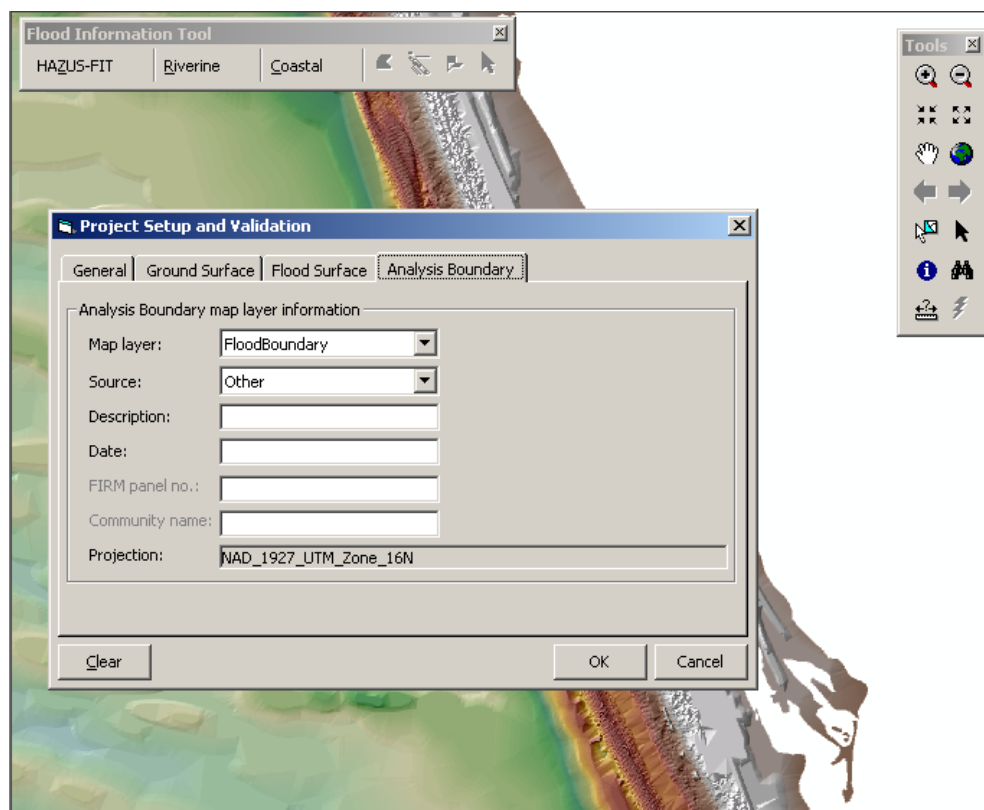 Flood Information Tool
HAZUS-FIT Riverine Coastal
Tools
Project Setup and Validation
General Ground Surface Flood Surface Analysis Boundary
Analysis Boundary map layer information
Map layer: FloodBoundary
Source: Other
Description:
Date:
FIRM panel no.:
Community name:
Projection: NAD_1927_UTM_Zone_16N
Clear OK Cancel